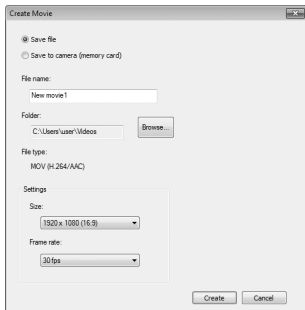 Create Movie
Save file
Save to camera (memory card)
File name:
New movie1
Folder:
C:\Users\user\Videos
Browse...
File type:
MOV (H.264/AAC)
Settings
Size:
1920 x 1080 (16:9)
Frame rate:
30 fps
Create
Cancel